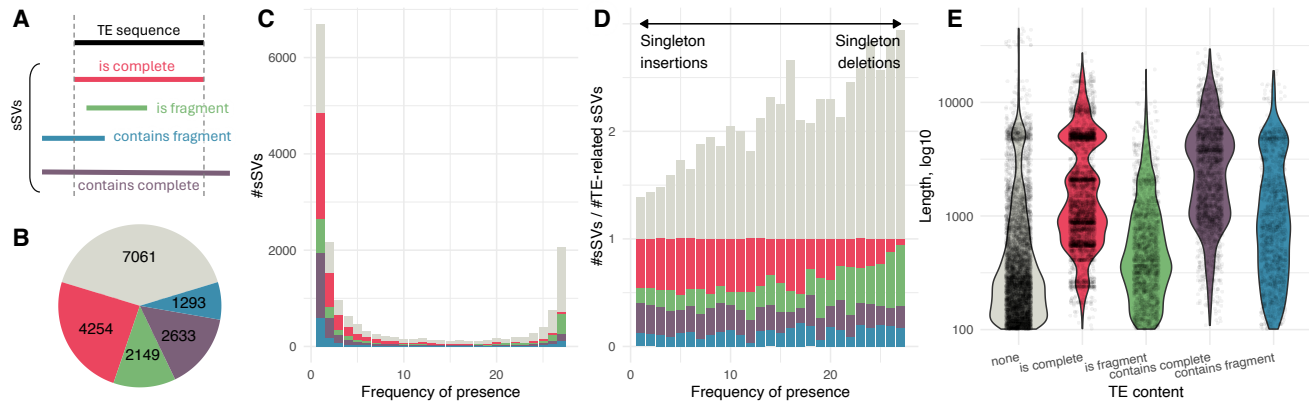 A
TE sequence
is complete
is fragment
contains fragment
contains complete
sSVs
B
7061
1293
2633
2149
4254
C
6000
4000
2000
0
#sSVs
0
10
20
Frequency of presence
D
Singleton
insertions
Singleton
deletions
2
1
0
#sSVs / #TE-related sSVs
0
10
20
Frequency of presence
E
10000
1000
100
Length, log10
none
is complete
is fragment
contains complete
contains fragment
TE content